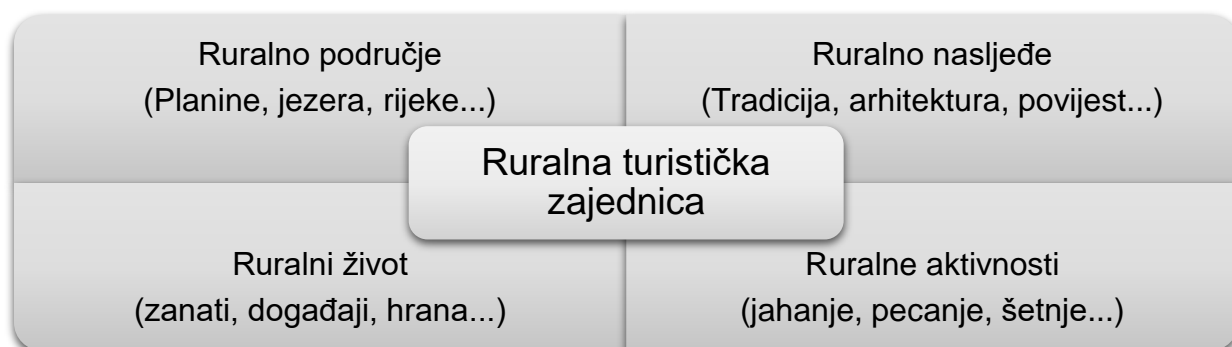 Ruralno područje
(Planine, jezera, rijeke...)
Ruralno nasljeđe
(Tradicija, arhitektura, povijest...)
Ruralna turistička
zajednica
Ruralni život
(zanati, događaji, hrana...)
Ruralne aktivnosti
(jahanje, pecanje, šetnje...)